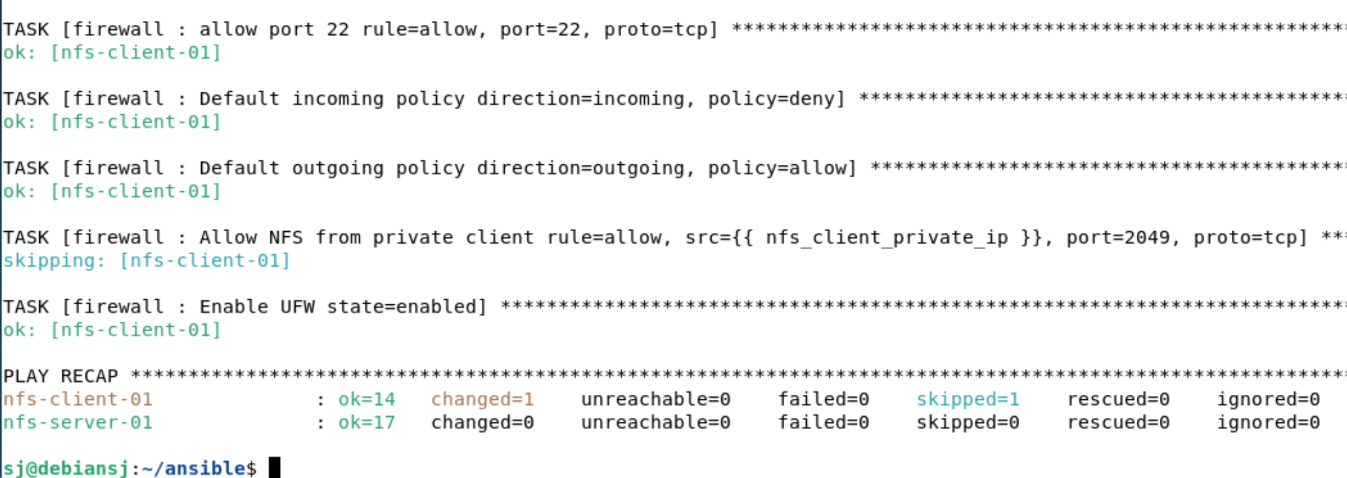 TASK [firewall : allow port 22 rule=allow, port=22, proto=tcp] *****************************************************
ok: [nfs-client-01]
TASK [firewall : Default incoming policy direction=incoming, policy=deny] ******************************************
ok: [nfs-client-01]
TASK [firewall : Default outgoing policy direction=outgoing, policy=allow] *****************************************
ok: [nfs-client-01]
TASK [firewall : Allow NFS from private client rule=allow, src={{ nfs_client_private_ip }}, port=2049, proto=tcp] ***
skipping: [nfs-client-01]
TASK [firewall : Enable UFW state=enabled] *************************************************************************
ok: [nfs-client-01]
PLAY RECAP *********************************************************************************************************
nfs-client-01              : ok=14   changed=1    unreachable=0    failed=0    skipped=1    rescued=0    ignored=0
nfs-server-01              : ok=17   changed=0    unreachable=0    failed=0    skipped=0    rescued=0    ignored=0
sj@debiansj:~/ansible$